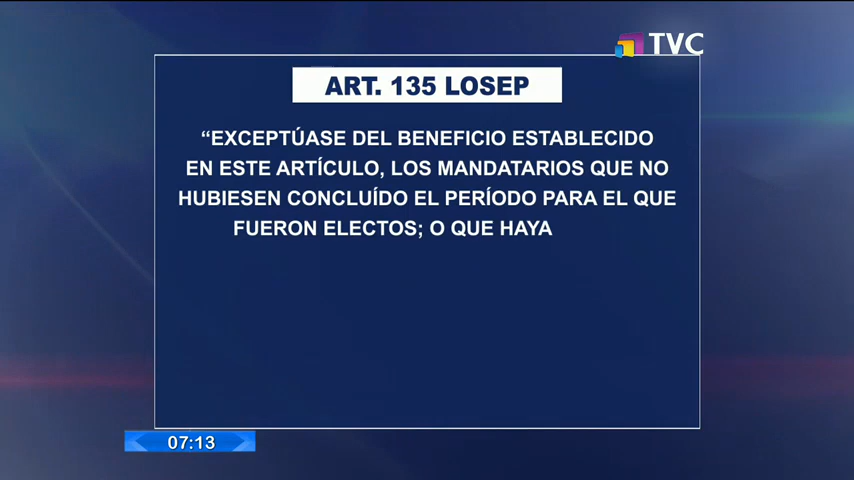 TVC
ART. 135 LOSEP
“EXCEPTÚASE DEL BENEFICIO ESTABLECIDO
EN ESTE ARTÍCULO, LOS MANDATARIOS QUE NO
HUBIESEN CONCLUÍDO EL PERÍODO PARA EL QUE
FUERON ELECTOS; O QUE HAYA
07:13